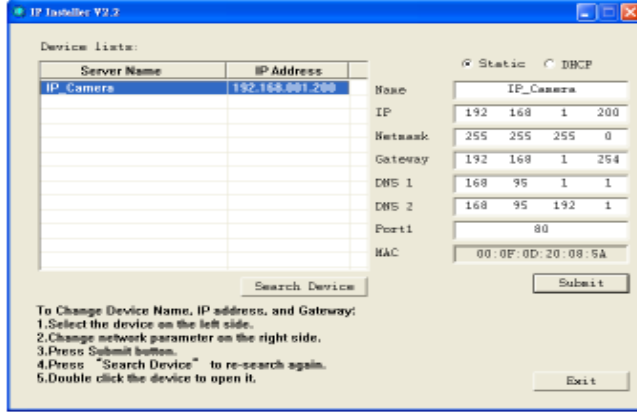 IP Installer V2.2
Device lists:
Server Name IP Address
IP_Camera 192.168.001.200
Static DHCP
Name IP_Camera
IP 192 168 1 200
Netmask 255 255 255 0
Gateway 192 168 1 254
DNS 1 168 95 1 1
DNS 2 168 95 192 1
Port1 80
MAC 00:0F:0D:20:08:5A
Search Device
Submit
To Change Device Name, IP address, and Gateway:
1.Select the device on the left side.
2.Change network parameter on the right side.
3.Press Submit button.
4.Press "Search Device" to re-search again.
5.Double click the device to open it.
Exit